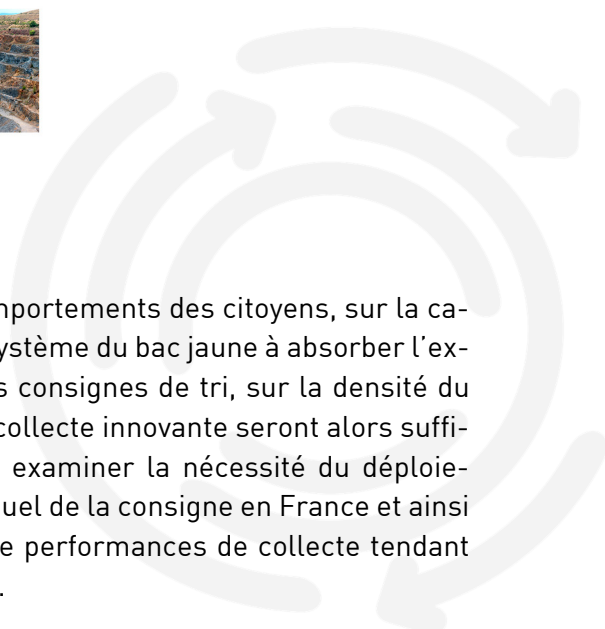 mportements des citoyens, sur la ca-
ystème du bac jaune à absorber l’ex-
s consignes de tri, sur la densité du
collecte innovante seront alors suffi-
examiner la nécessité du déploie-
uel de la consigne en France et ainsi
e performances de collecte tendant
.